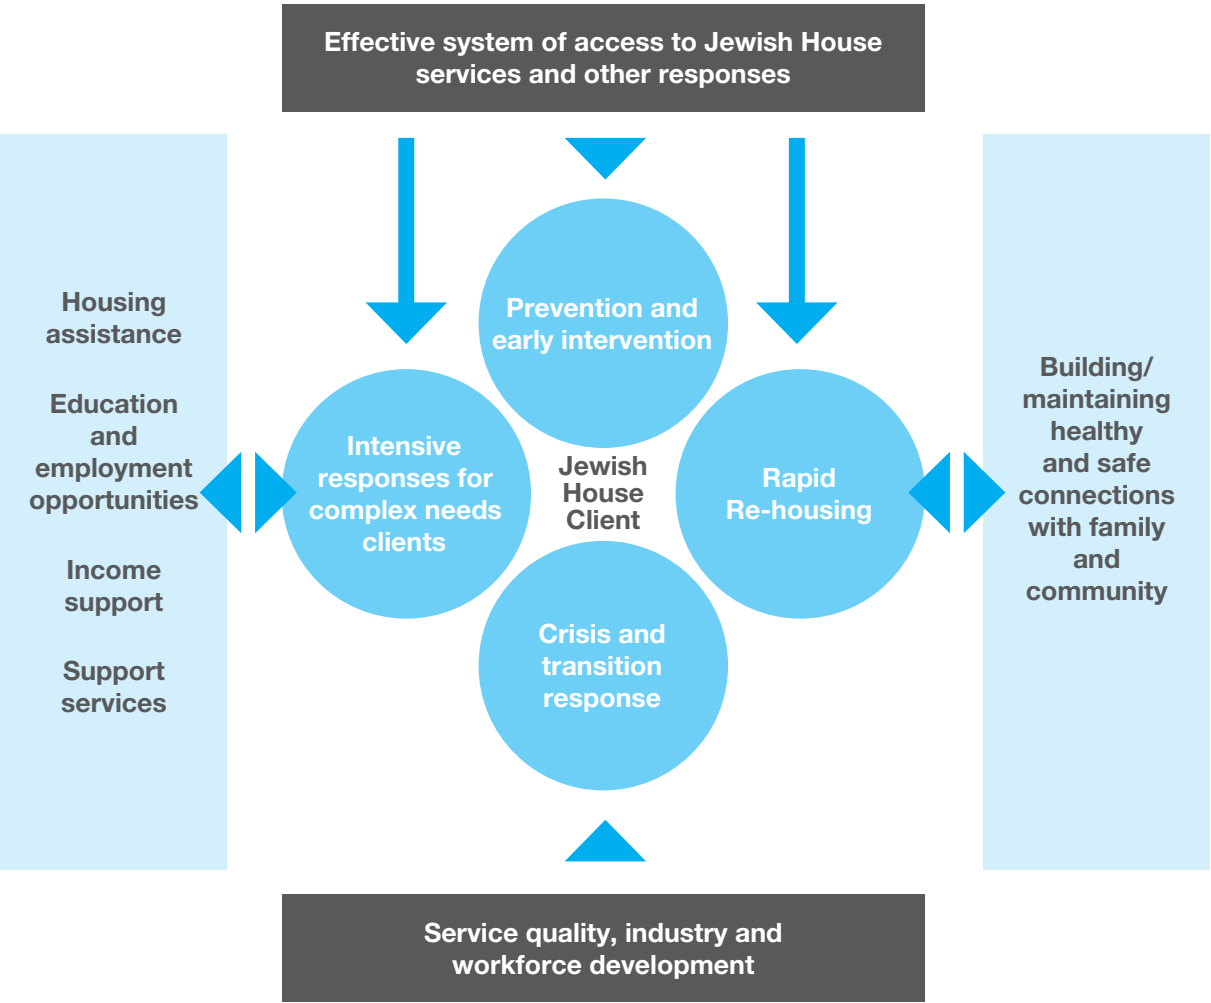 Effective system of access to Jewish House
services and other responses
Housing
assistance
Education
and
employment
opportunities
Income
support
Support
services
Prevention and
early intervention
Intensive
responses for
complex needs
clients
Jewish
House
Client
Rapid
Re-housing
Crisis and
transition
response
Building/
maintaining
healthy
and safe
connections
with family
and
community
Service quality, industry and
workforce development